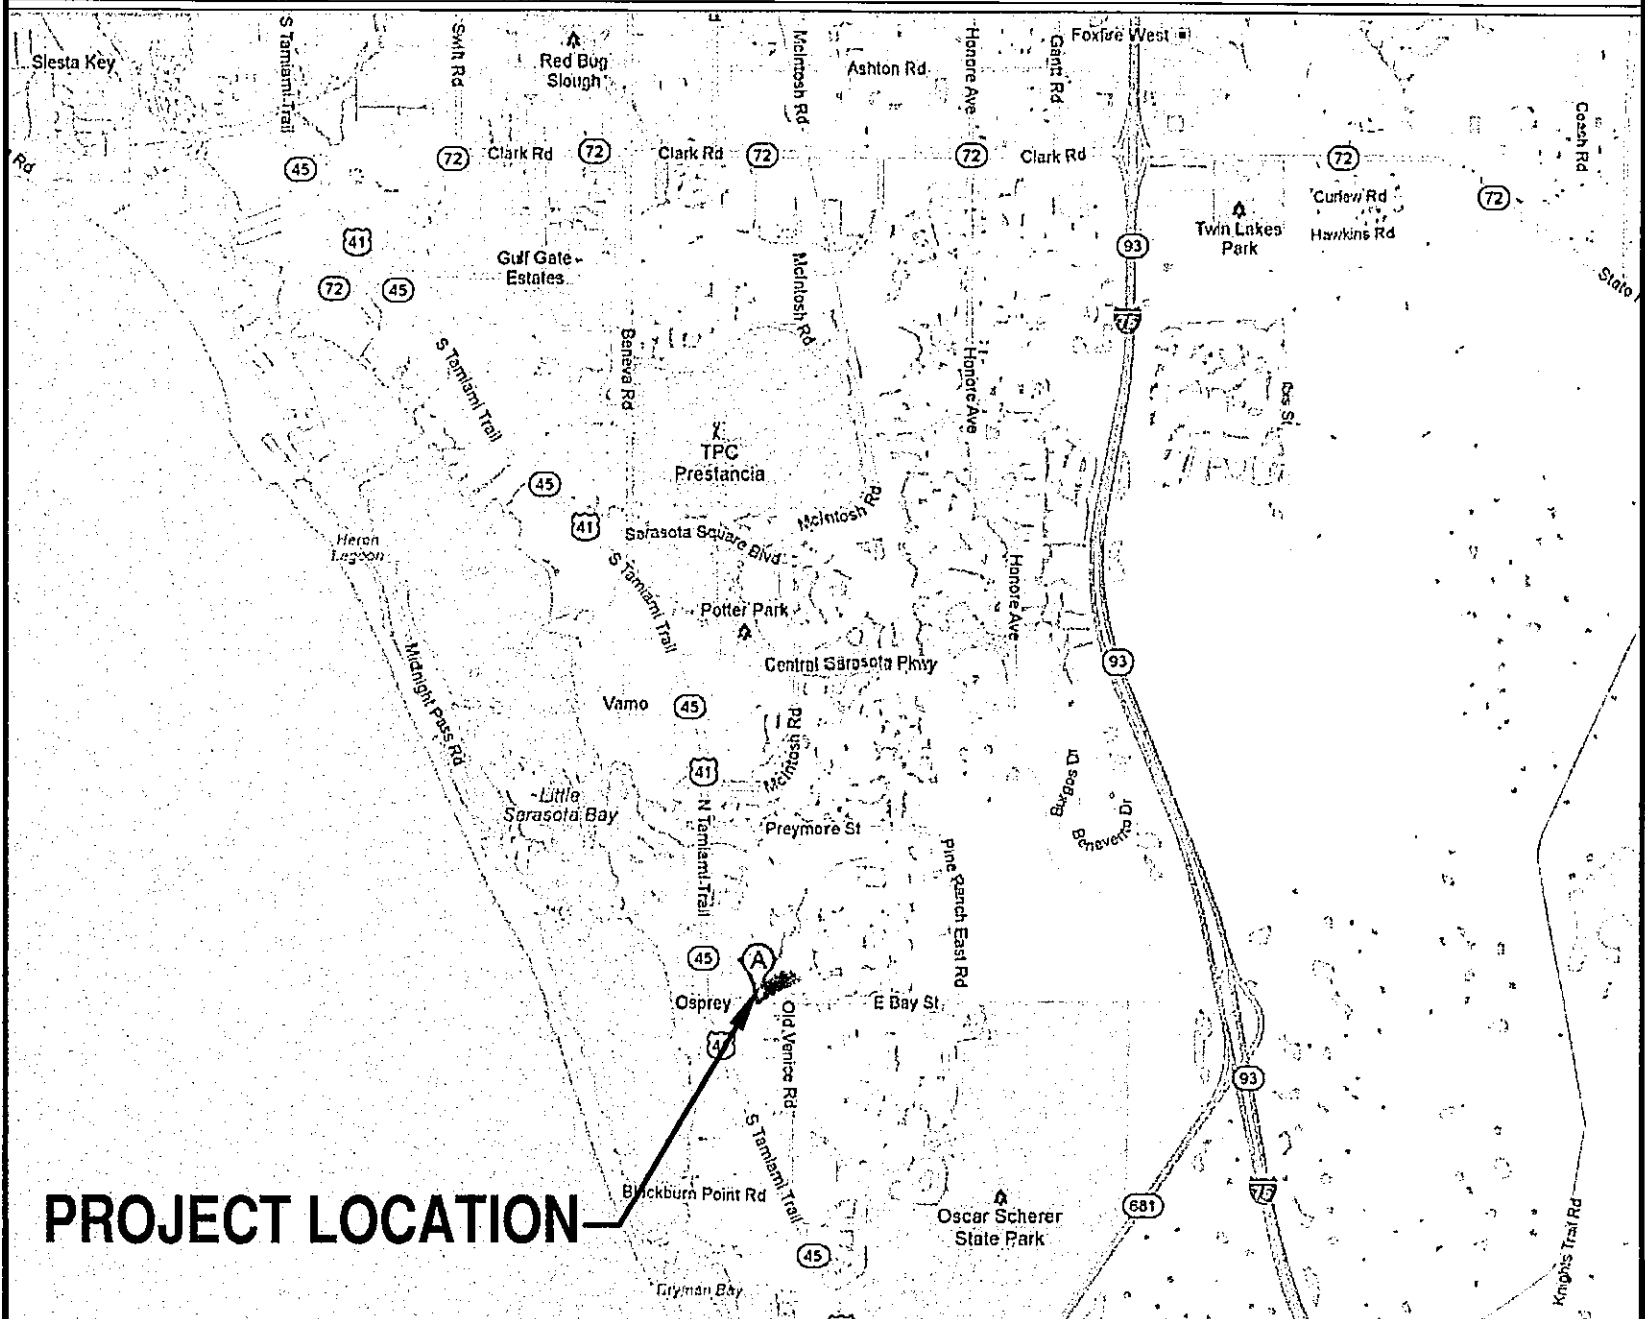 Siesta Key
S Tamiami Trail
Swift Rd
Red Bug
Slough
McIntosh Rd
Ashton Rd
Honore Ave
Gantt Rd
Foxfire West
Coash Rd
Rd
45
72
Clark Rd
72
Clark Rd
72
72
Clark Rd
72
72
Curlew Rd
Hawkins Rd
Twin Lakes
Park
41
Gulf Gate
Estates
McIntosh Rd
93
72
45
75
S Tamiami Trail
Beneva Rd
Honore Ave
TPC
Prestancia
45
41
Sarasota Square Blvd
McIntosh Rd
Heron
Lagoon
S Tamiami Trail
Honore Ave
Potter Park
Central Sarasota Pkwy
93
Midnight Pass Rd
Vamo
45
41
McIntosh Rd
Burgos Dr
Benevento Dr
Little
Sarasota Bay
N Tamiami Trail
Preymore St
Pine Ranch East Rd
45
A
Osprey
E Bay St
41
Old Venice Rd
93
S Tamiami Trail
PROJECT LOCATION
Blackburn Point Rd
75
681
Oscar Scherer
State Park
45
Knights Trail Rd
Dryman Bay